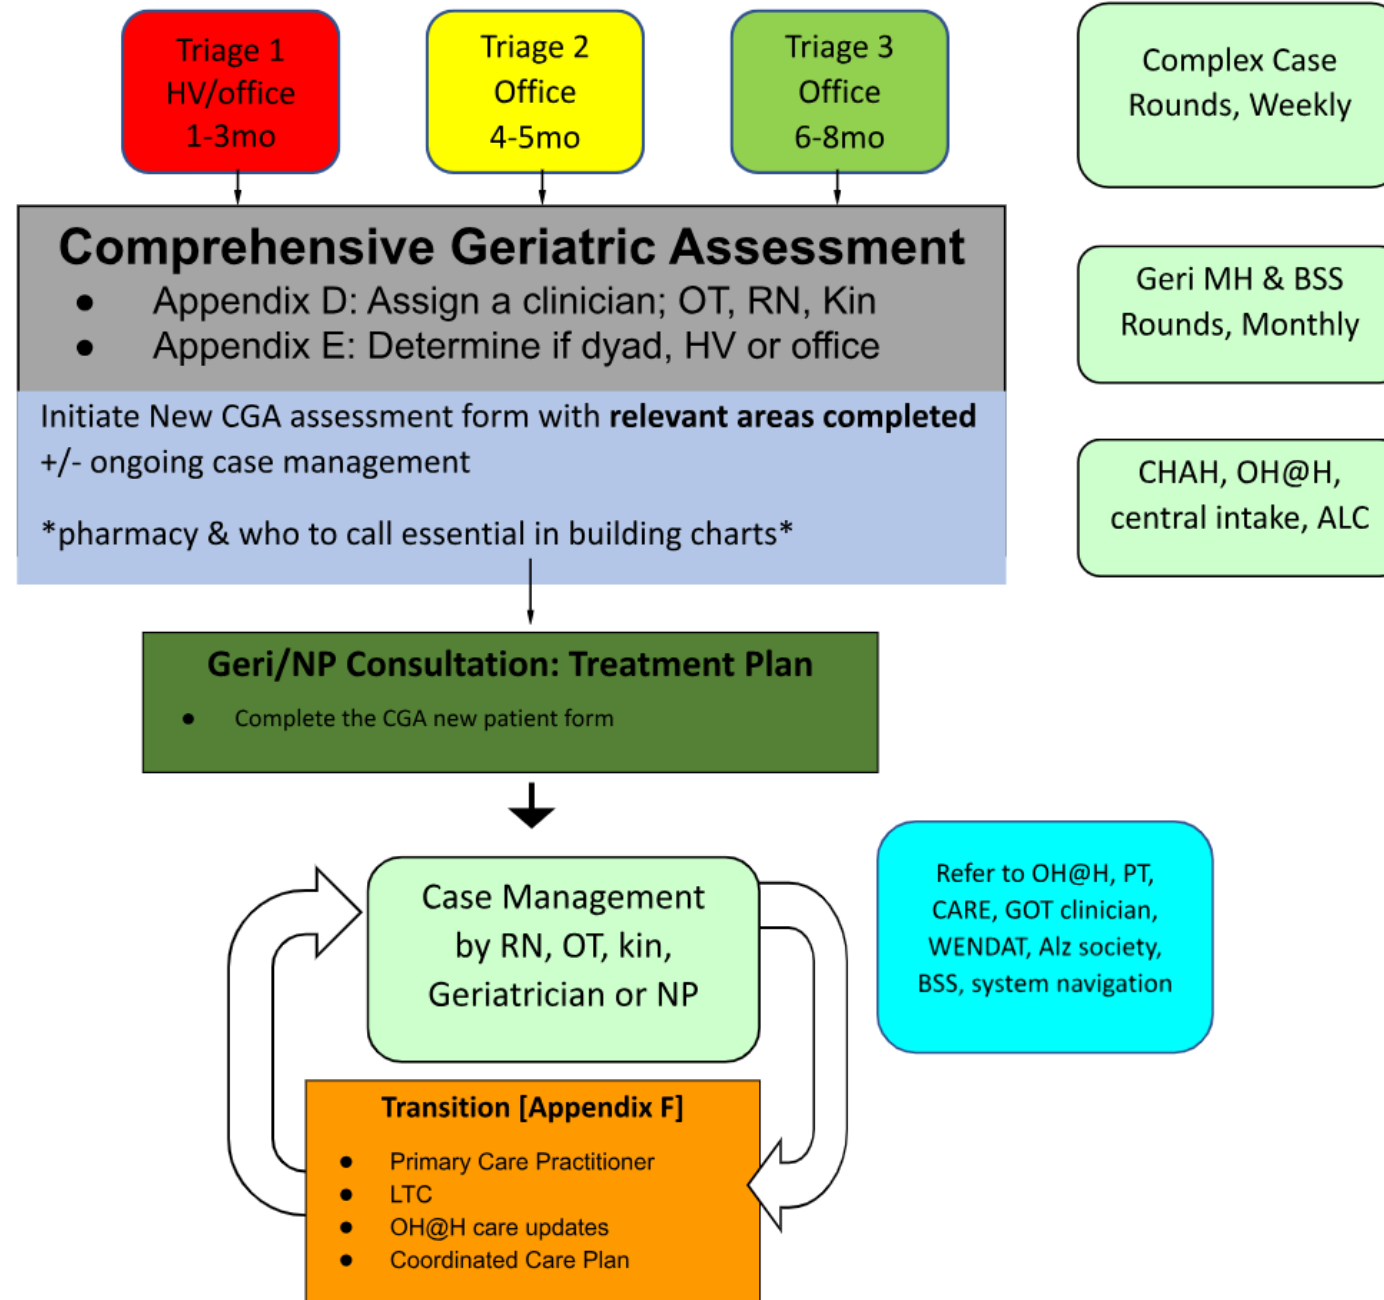 Triage 1
HV/office
1-3mo
Triage 2
Office
4-5mo
Triage 3
Office
6-8mo
Complex Case
Rounds, Weekly
Comprehensive Geriatric Assessment
● Appendix D: Assign a clinician; OT, RN, Kin
● Appendix E: Determine if dyad, HV or office
Geri MH & BSS
Rounds, Monthly
Initiate New CGA assessment form with relevant areas completed
+/- ongoing case management
*pharmacy & who to call essential in building charts*
CHAH, OH@H,
central intake, ALC
Geri/NP Consultation: Treatment Plan
● Complete the CGA new patient form
Case Management
by RN, OT, kin,
Geriatrician or NP
Refer to OH@H, PT,
CARE, GOT clinician,
WENDAT, Alz society,
BSS, system navigation
Transition [Appendix F]
● Primary Care Practitioner
● LTC
● OH@H care updates
● Coordinated Care Plan